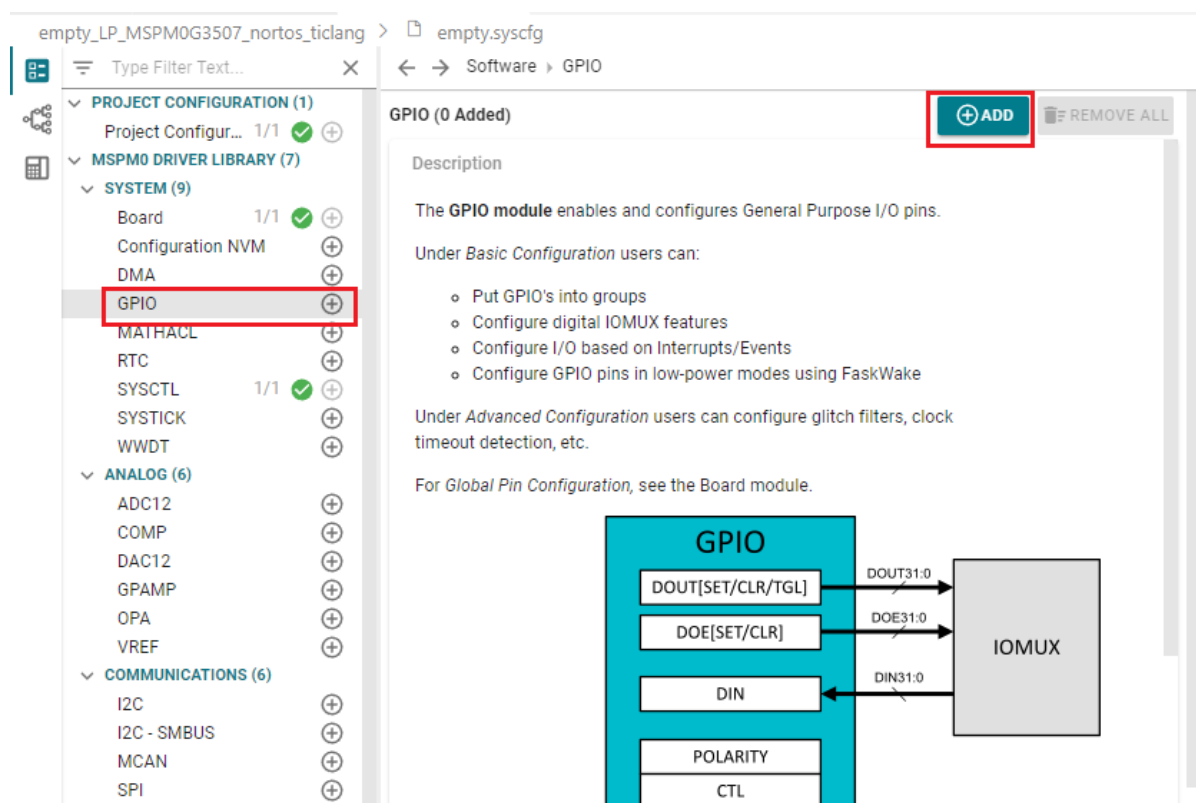 empty_LP_MSPM0G3507_nortos_ticlang > empty.syscfg
Type Filter Text...
PROJECT CONFIGURATION (1)
Project Configur... 1/1
MSPM0 DRIVER LIBRARY (7)
SYSTEM (9)
Board 1/1
Configuration NVM
DMA
GPIO
MATHACL
RTC
SYSCTL 1/1
SYSTICK
WWDT
ANALOG (6)
ADC12
COMP
DAC12
GPAMP
OPA
VREF
COMMUNICATIONS (6)
I2C
I2C - SMBUS
MCAN
SPI
Software ▸ GPIO
GPIO (0 Added)
ADD
REMOVE ALL
Description
The GPIO module enables and configures General Purpose I/O pins.
Under Basic Configuration users can:
Put GPIO's into groups
Configure digital IOMUX features
Configure I/O based on Interrupts/Events
Configure GPIO pins in low-power modes using FaskWake
Under Advanced Configuration users can configure glitch filters, clock
timeout detection, etc.
For Global Pin Configuration, see the Board module.
GPIO
DOUT[SET/CLR/TGL]
DOUT31:0
DOE[SET/CLR]
DOE31:0
IOMUX
DIN
DIN31:0
POLARITY
CTL